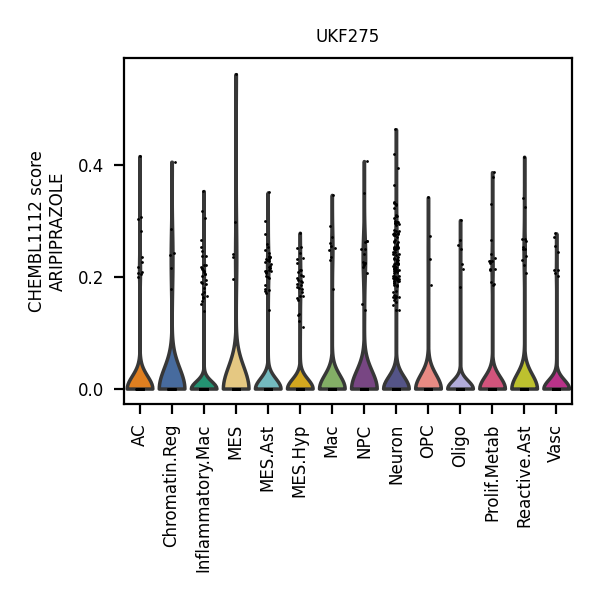 UKF275
CHEMBL1112 score
ARIPIPRAZOLE
0.4
0.2
0.0
AC
Chromatin.Reg
Inflammatory.Mac
MES
MES.Ast
MES.Hyp
Mac
NPC
Neuron
OPC
Oligo
Prolif.Metab
Reactive.Ast
Vasc